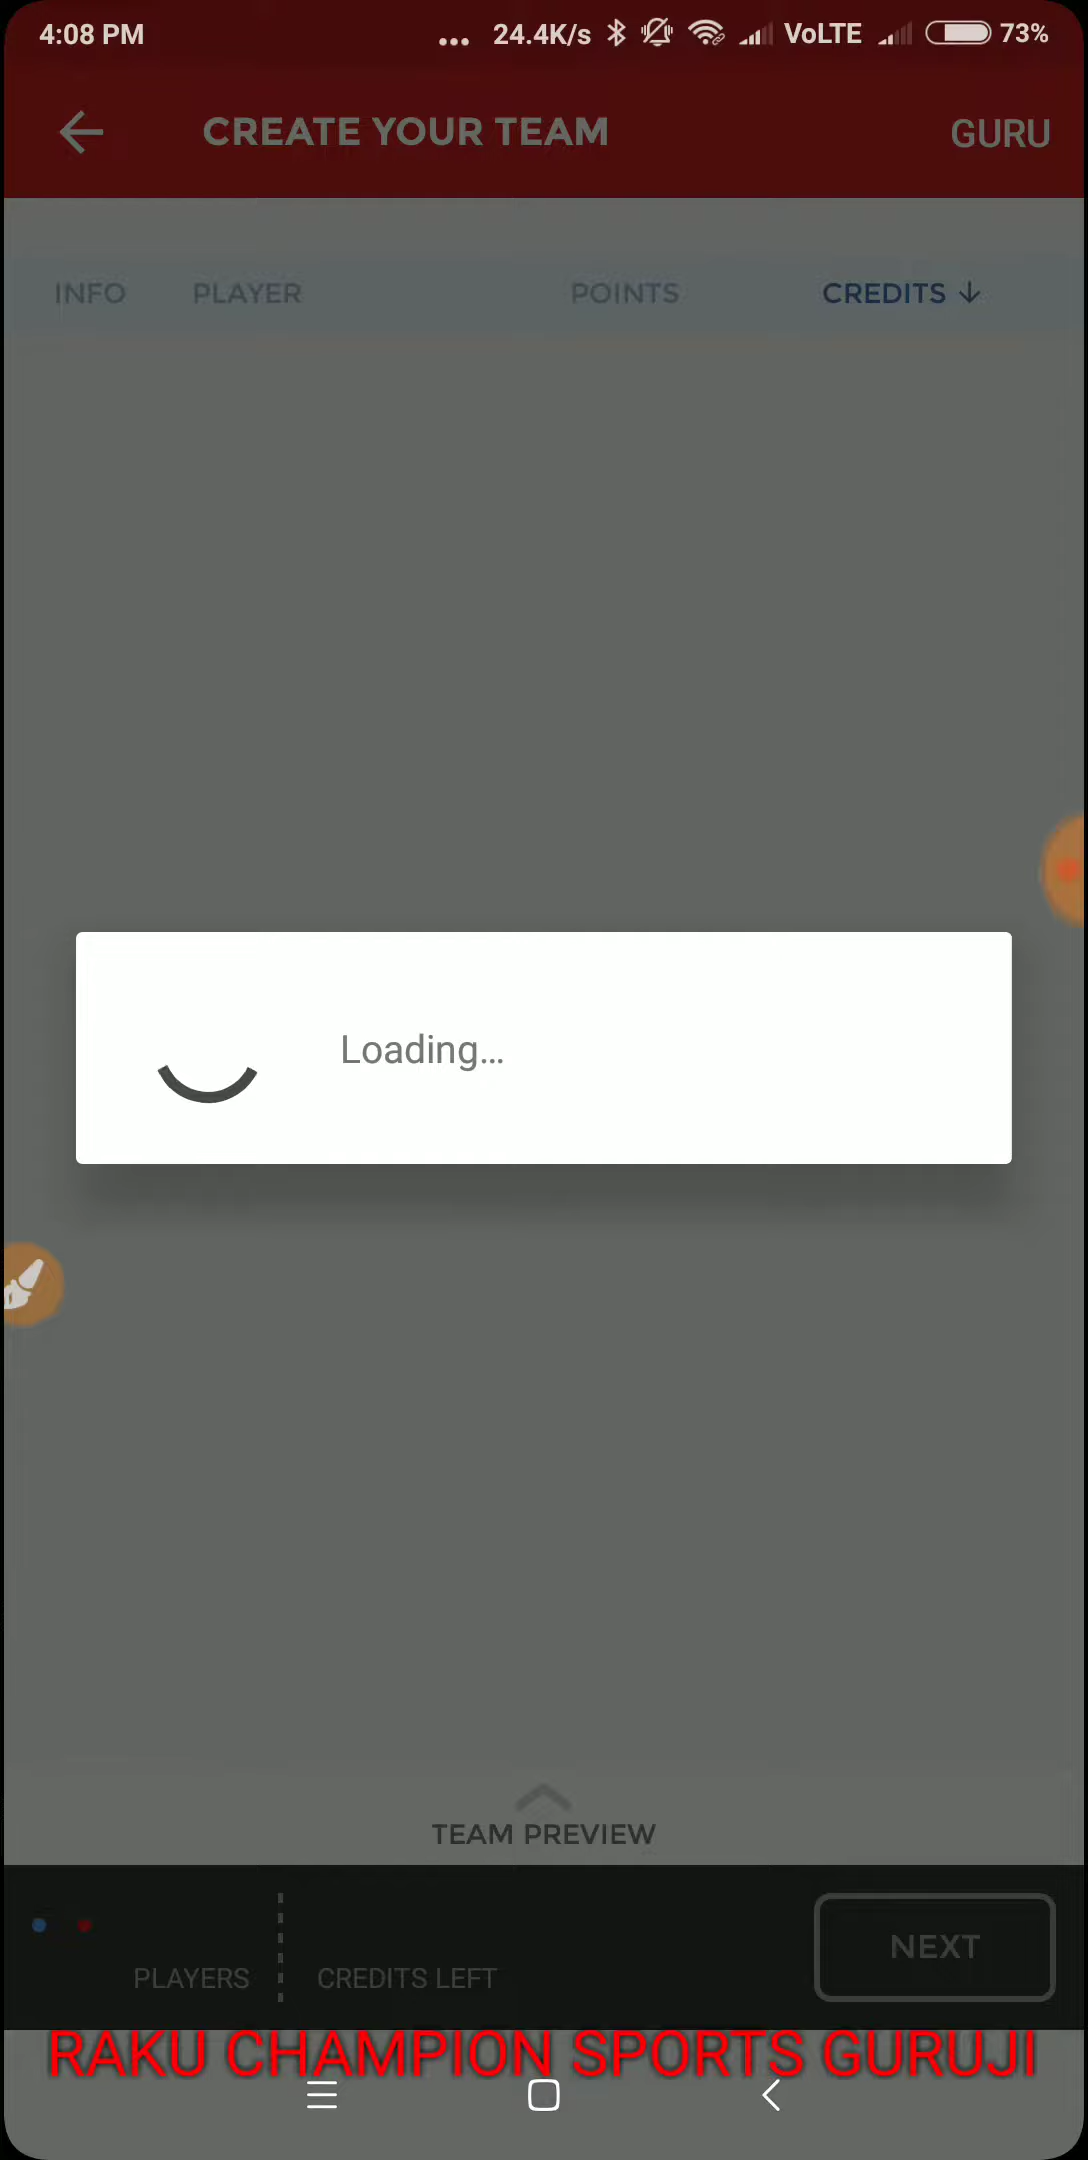 4:08 PM ... 24.4K/s VoLTE 73%
CREATE YOUR TEAM GURU
INFO PLAYER POINTS CREDITS ↓
Loading...
TEAM PREVIEW
NEXT
PLAYERS CREDITS LEFT
RAKU CHAMPION SPORTS GURUJI